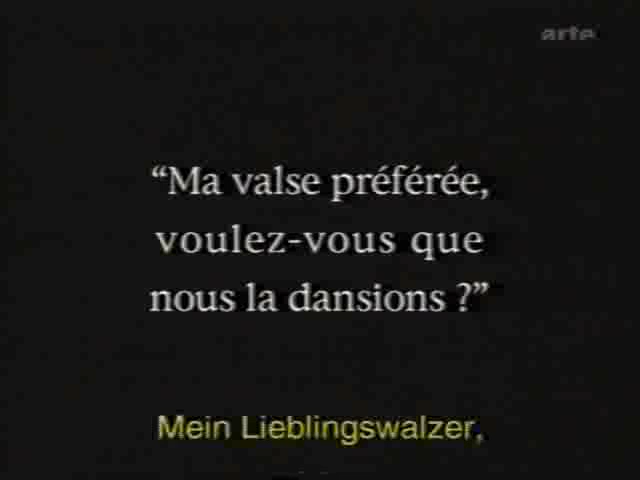 arte
“Ma valse préférée,
voulez-vous que
nous la dansions ?”
Mein Lieblingswalzer,